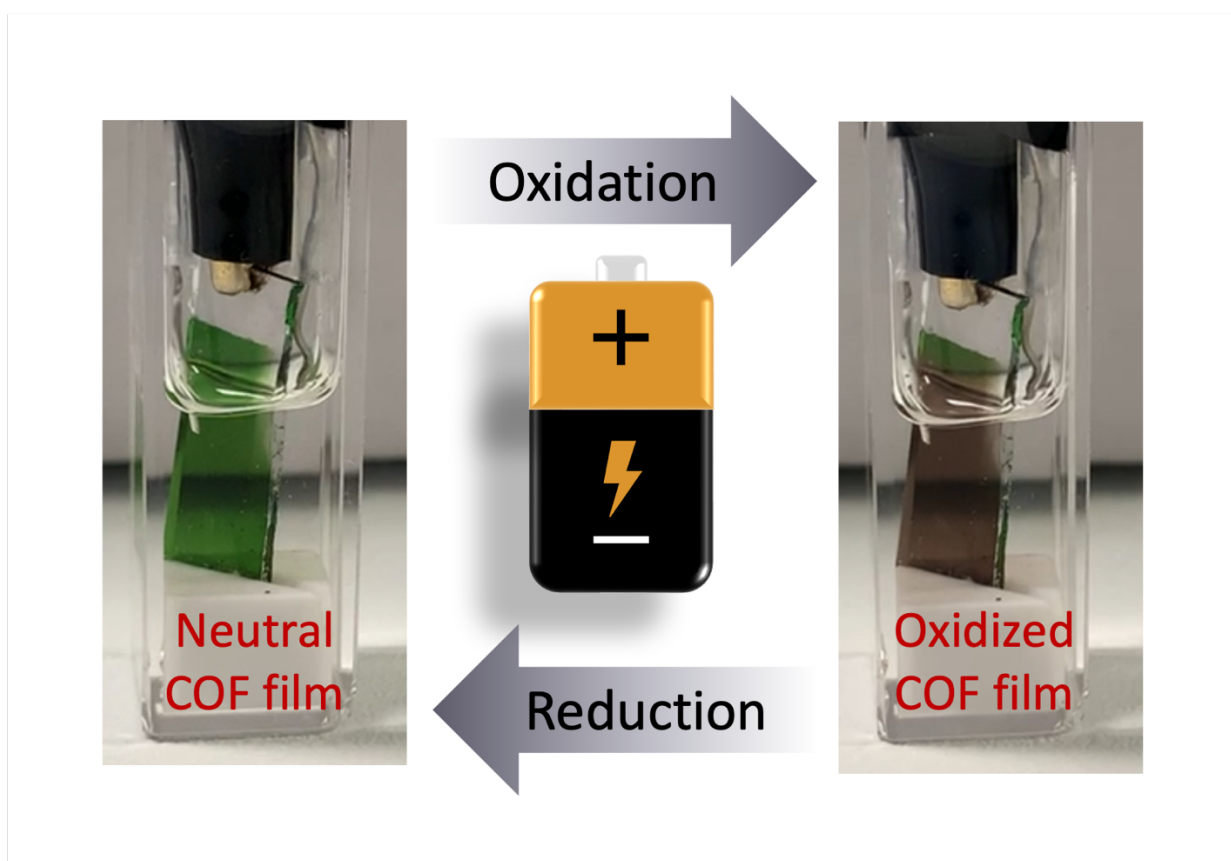 Oxidation
+
Neutral
COF film
Oxidized
COF film
Reduction